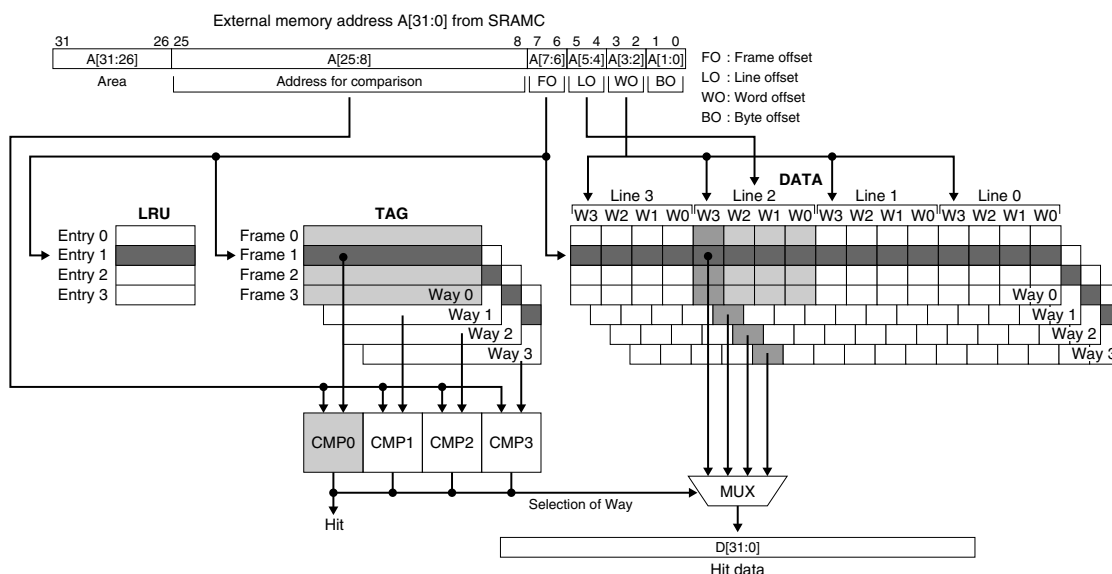 External memory address A[31:0] from SRAMC
31 26 25 8 7 6 5 4 3 2 1 0
A[31:26] A[25:8] A[7:6] A[5:4] A[3:2] A[1:0]
Area Address for comparison FO LO WO BO
FO : Frame offset
LO : Line offset
WO: Word offset
BO : Byte offset
LRU
Entry 0
Entry 1
Entry 2
Entry 3
TAG
Frame 0
Frame 1
Frame 2
Frame 3
Way 0
Way 1
Way 2
Way 3
DATA
Line 3 Line 2 Line 1 Line 0
W3 W2 W1 W0 W3 W2 W1 W0 W3 W2 W1 W0 W3 W2 W1 W0
Way 0
Way 1
Way 2
Way 3
CMP0 CMP1 CMP2 CMP3
Hit
Selection of Way
MUX
D[31:0]
Hit data